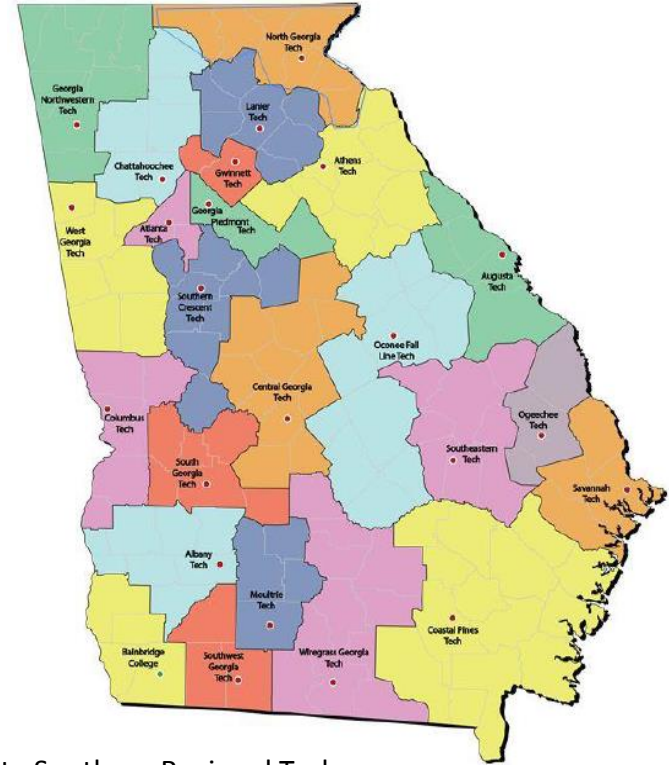 North Georgia
Tech
Georgia
Northwestern
Tech
Lanier
Tech
Chattahoochee
Tech
Gwinnett
Tech
Athens
Tech
Georgia
Piedmont
Tech
West
Georgia
Tech
Atlanta
Tech
Augusta
Tech
Southern
Crescent
Tech
Oconee Fall
Line Tech
Central Georgia
Tech
Columbus
Tech
Ogeechee
Tech
South
Georgia
Tech
Southeastern
Tech
Savannah
Tech
Albany
Tech
Moultrie
Tech
Coastal Pines
Tech
Bainbridge
College
Southwest
Georgia
Tech
Wiregrass Georgia
Tech